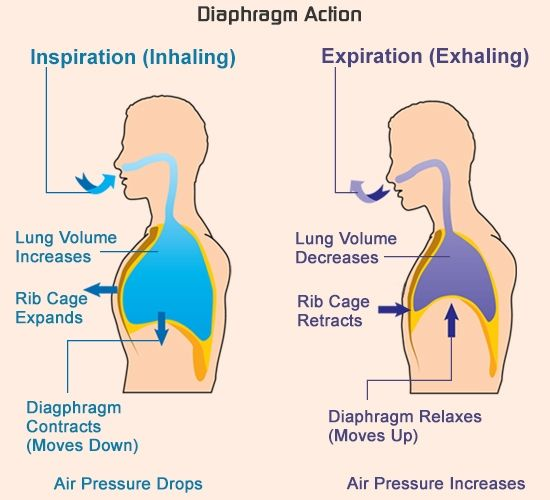 Diaphragm Action
Inspiration (Inhaling)
Lung Volume
Increases
Rib Cage
Expands
Diagphragm
Contracts
(Moves Down)
Air Pressure Drops
Expiration (Exhaling)
Lung Volume
Decreases
Rib Cage
Retracts
Diaphragm Relaxes
(Moves Up)
Air Pressure Increases